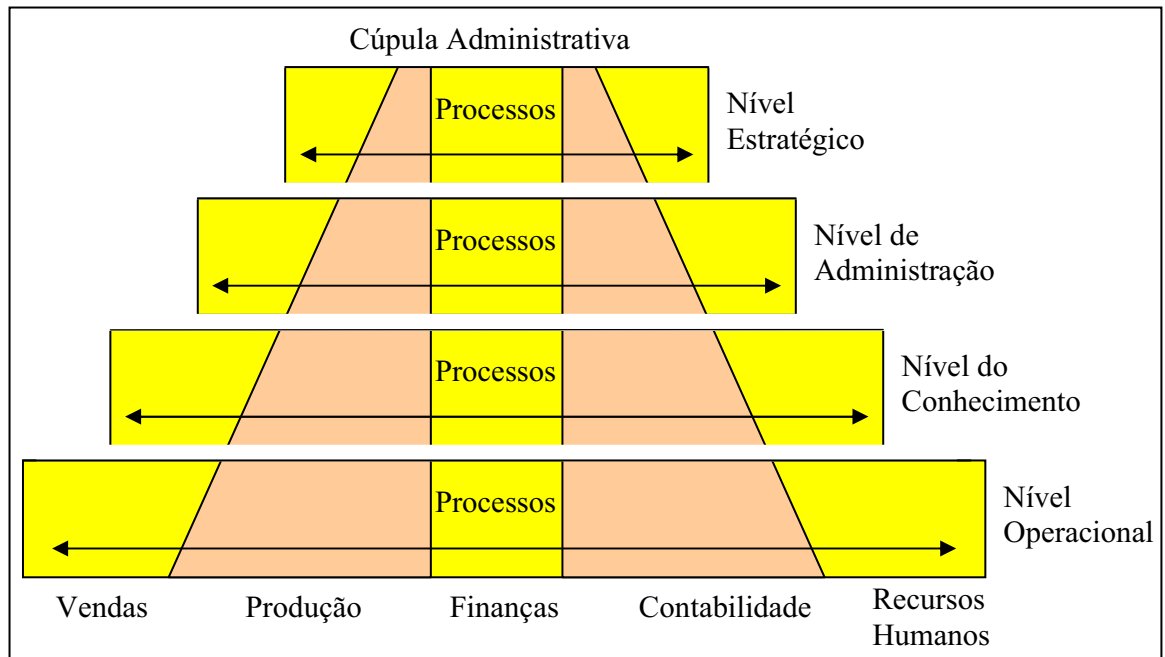 Cúpula Administrativa
Processos
Nível
Estratégico
Processos
Nível de
Administração
Processos
Nível do
Conhecimento
Processos
Nível
Operacional
Vendas
Produção
Finanças
Contabilidade
Recursos
Humanos